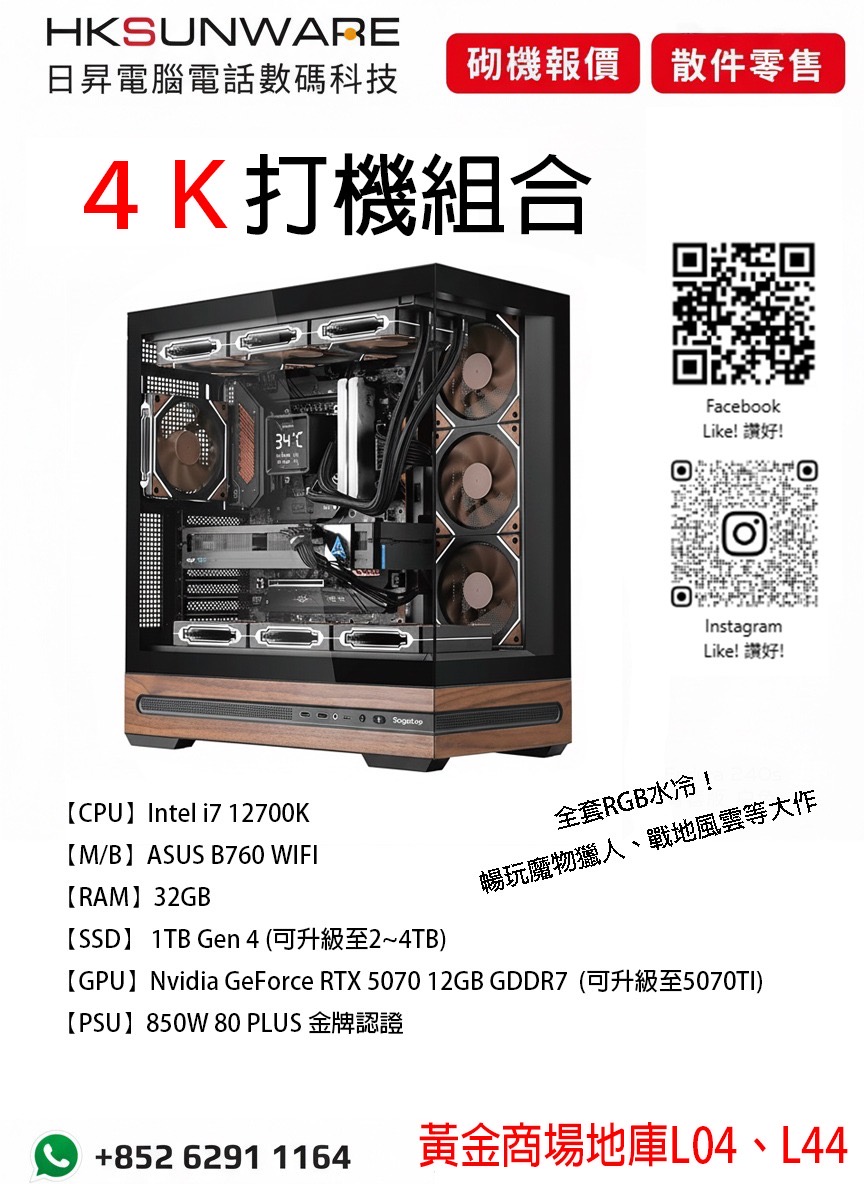 HKSUNWARE
日昇電腦電話數碼科技
砌機報價
散件零售
4K打機組合
Facebook
Like! 讚好!
Instagram
Like! 讚好!
34°C
Sogatop
全套RGB水冷！
暢玩魔物獵人、戰地風雲等大作
【CPU】Intel i7 12700K
【M/B】ASUS B760 WIFI
【RAM】32GB
【SSD】 1TB Gen 4 (可升級至2~4TB)
【GPU】Nvidia GeForce RTX 5070 12GB GDDR7 (可升級至5070TI)
【PSU】850W 80 PLUS 金牌認證
+852 6291 1164
黃金商場地庫L04、L44